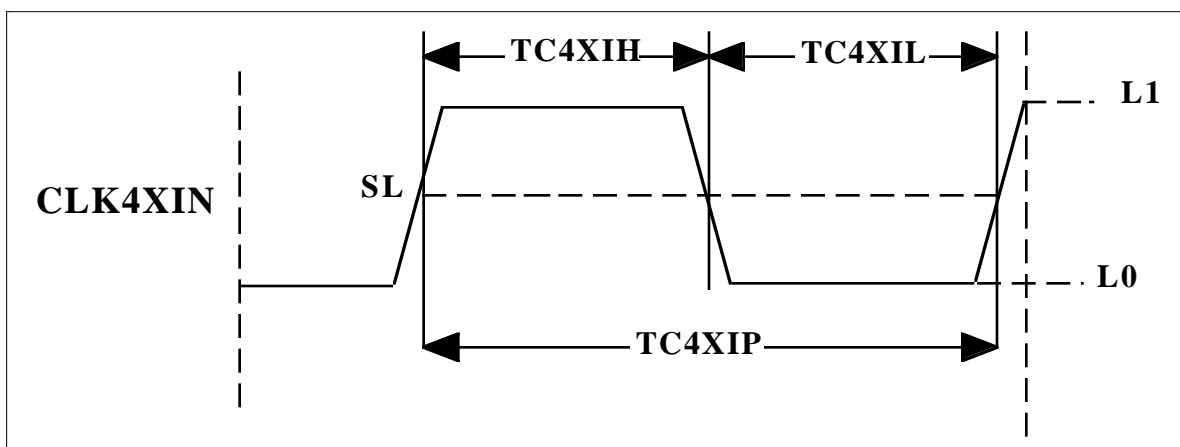 TC4XIH
TC4XIL
L1
SL
CLK4XIN
L0
TC4XIP